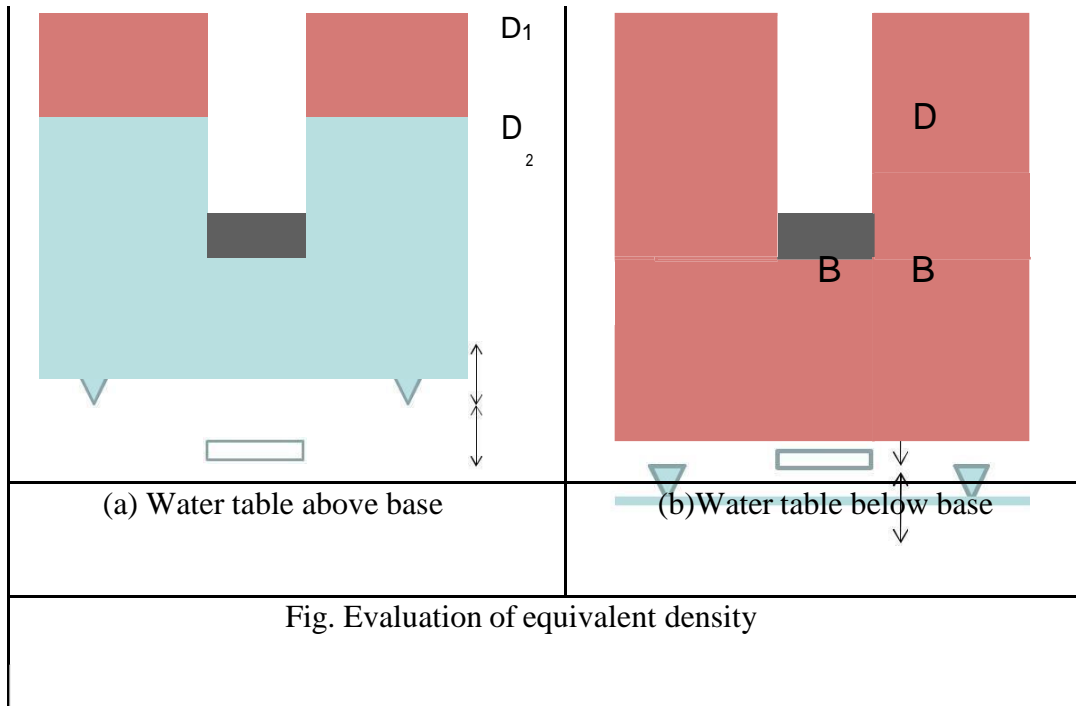 D1
D
2
D
B B
(a) Water table above base
(b)Water table below base
Fig. Evaluation of equivalent density